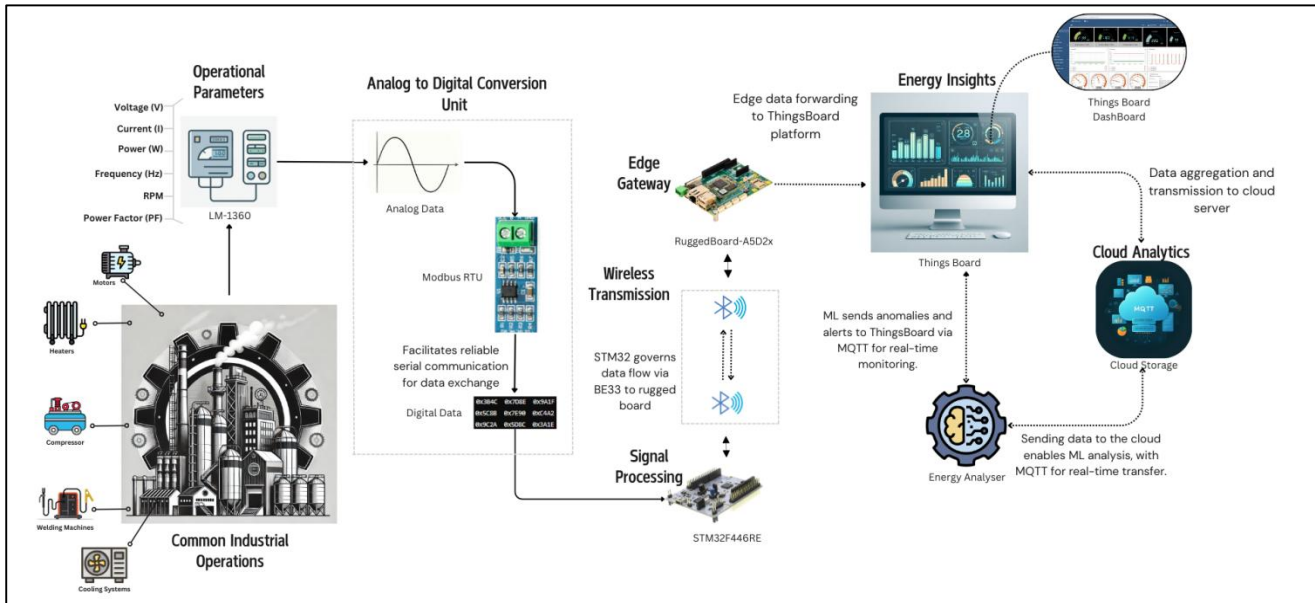 Operational
Parameters
Voltage (V)
Current (I)
Power (W)
Frequency (Hz)
RPM
Power Factor (PF)
LM-1360
Motors
Heaters
Compressor
Welding Machines
Cooling Systems
Common Industrial
Operations
Analog to Digital Conversion
Unit
Analog Data
Modbus RTU
Facilitates reliable
serial communication
for data exchange
Digital Data
0x3B4C 0x7D8E 0x9A1F
0x5C8B 0x7E90 0xC4A2
0x9C2A 0x5D8C 0x3A1E
Signal
Processing
STM32F446RE
STM32 governs
data flow via
BE33 to rugged
board
Wireless
Transmission
Edge
Gateway
RuggedBoard-A5D2x
Edge data forwarding
to ThingsBoard
platform
Energy Insights
28
Things Board
Things Board
DashBoard
Data aggregation and
transmission to cloud
server
Cloud Analytics
MQTT
Cloud Storage
ML sends anomalies and
alerts to ThingsBoard via
MQTT for real-time
monitoring.
Energy Analyser
Sending data to the cloud
enables ML analysis, with
MQTT for real-time transfer.